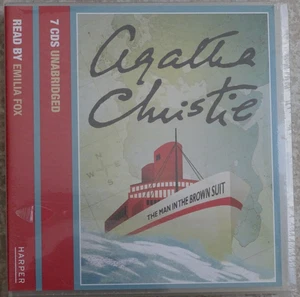 Agatha
Christie
THE MAN IN THE BROWN SUIT
7 CDS UNABRIDGED
READ BY EMILIA FOX
HARPER